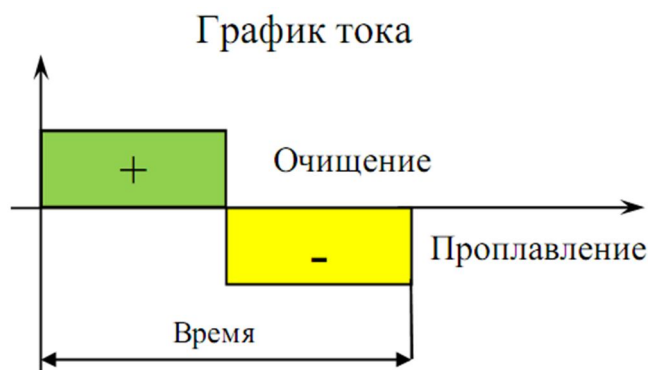 График тока
+
Очищение
-
Проплавление
Время